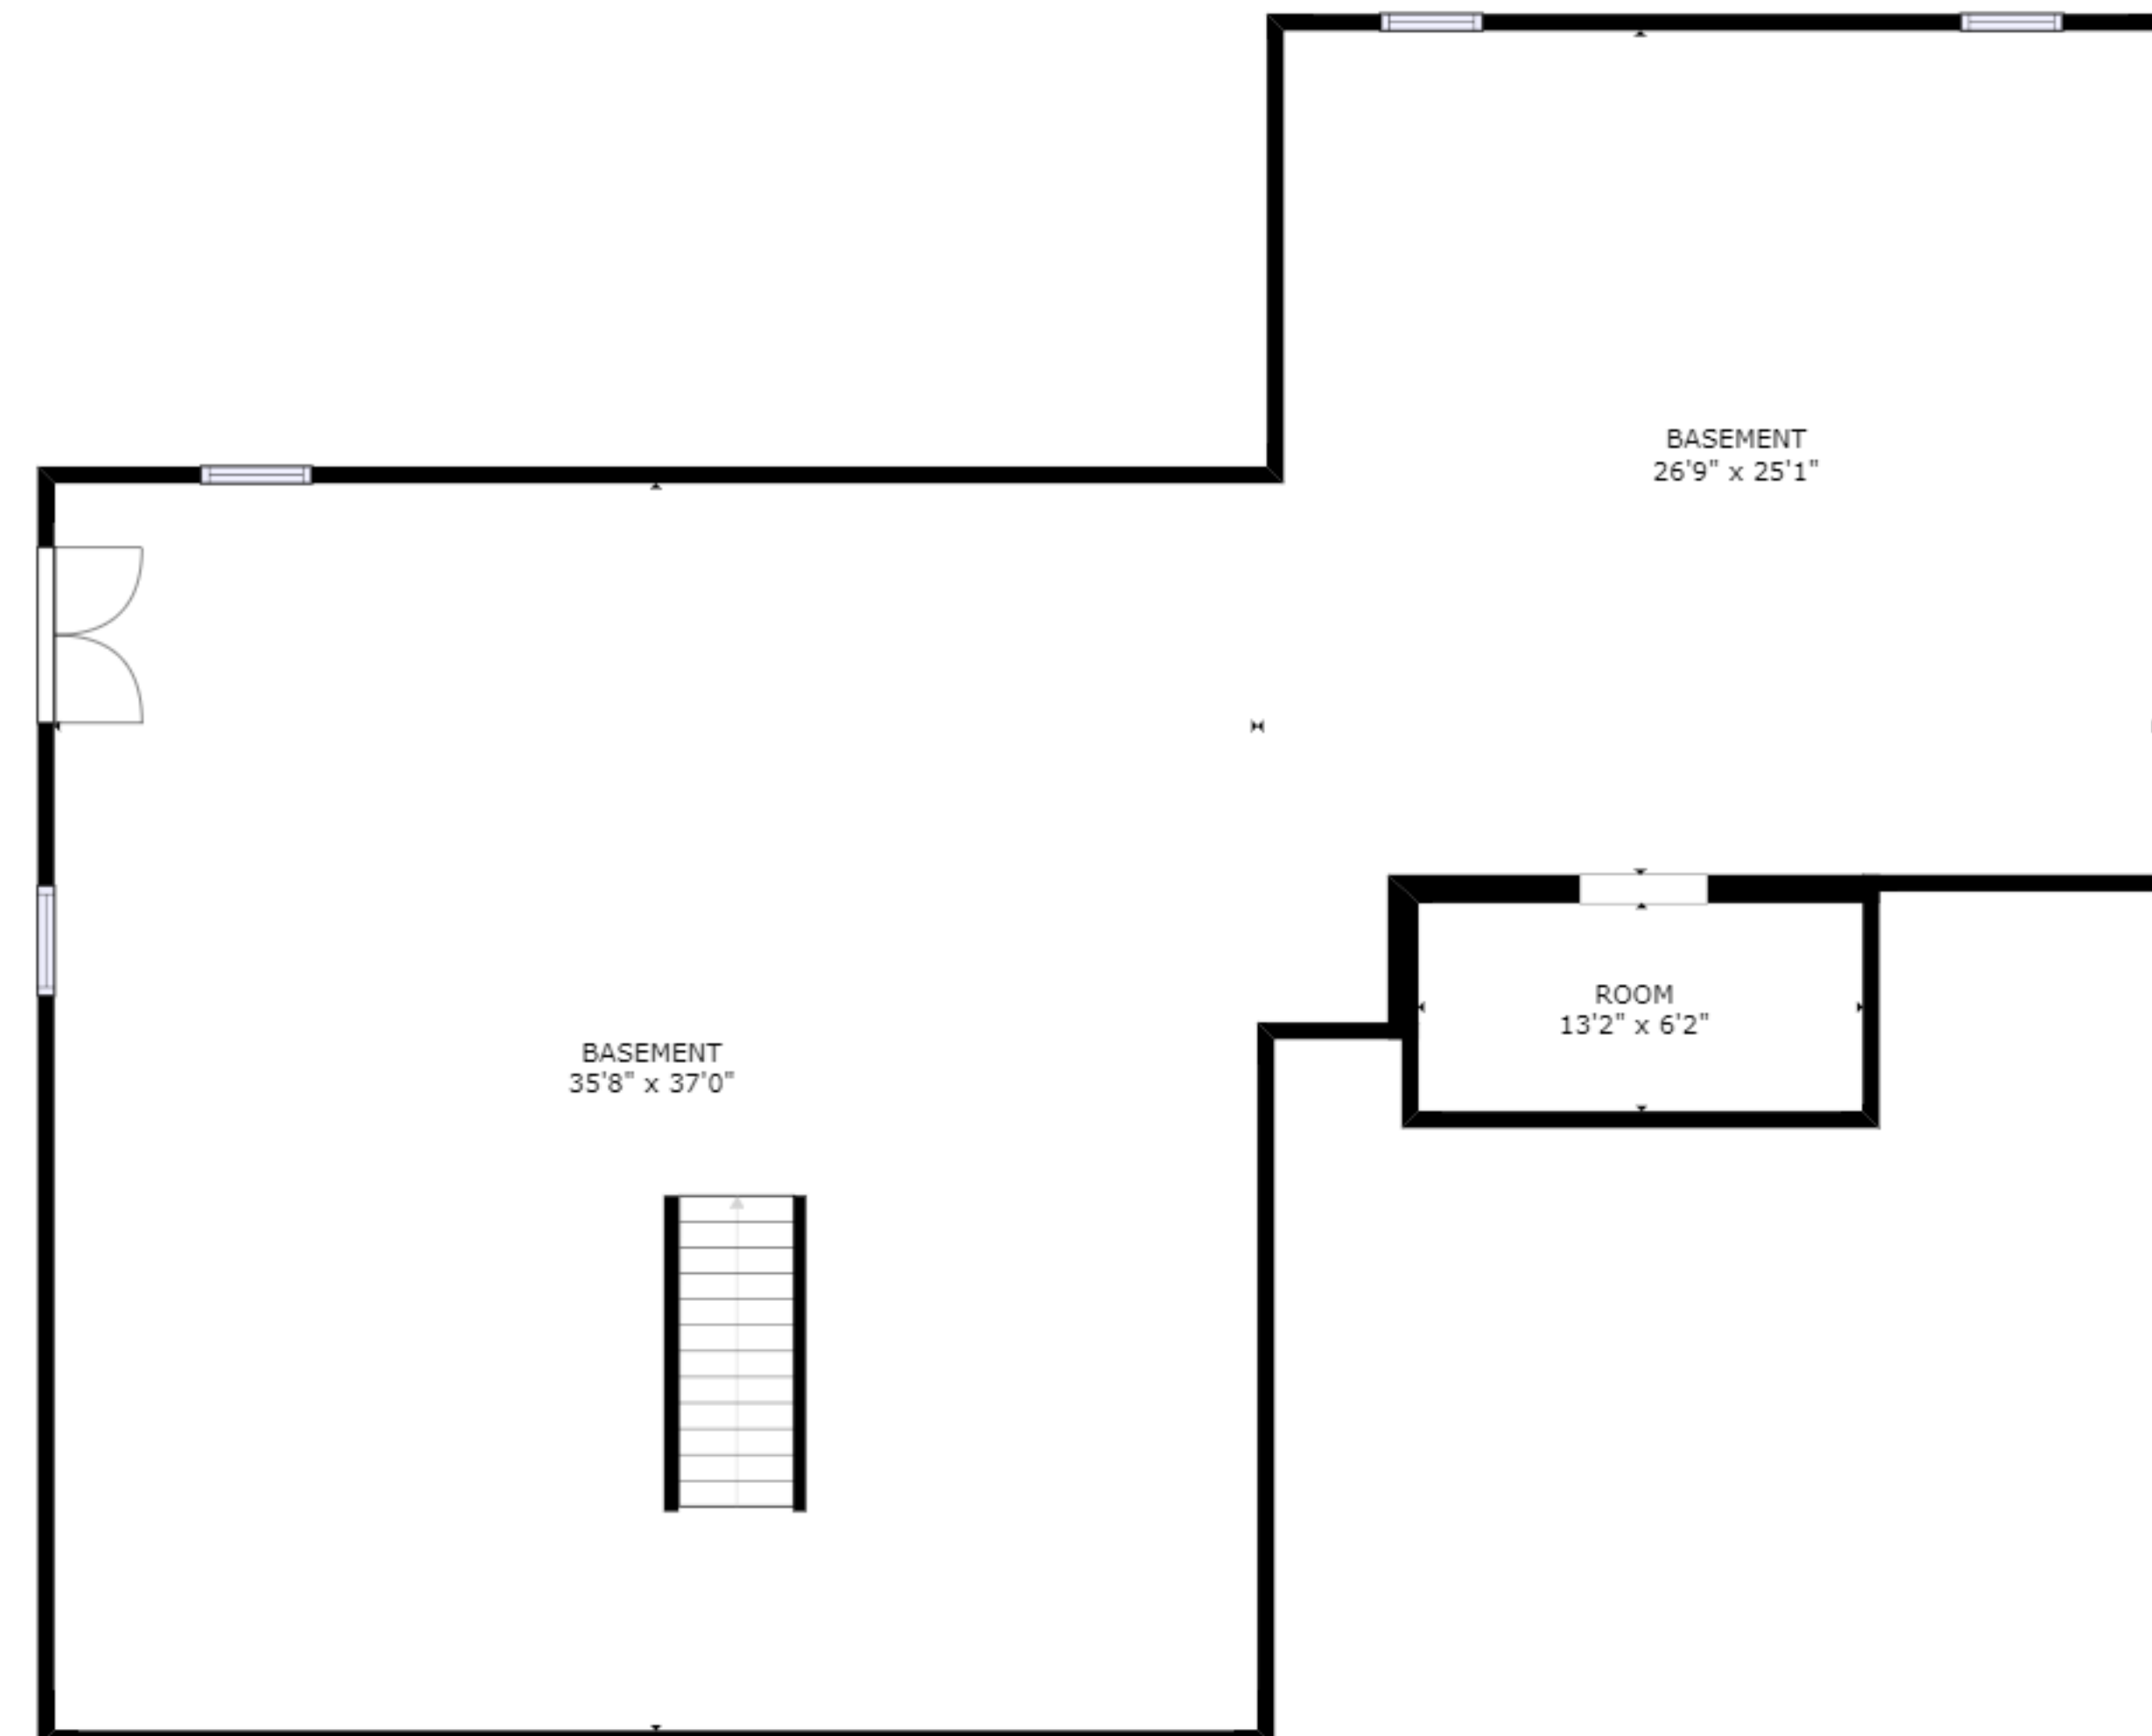 BASEMENT
26'9" x 25'1"
ROOM
13'2" x 6'2"
BASEMENT
35'8" x 37'0"